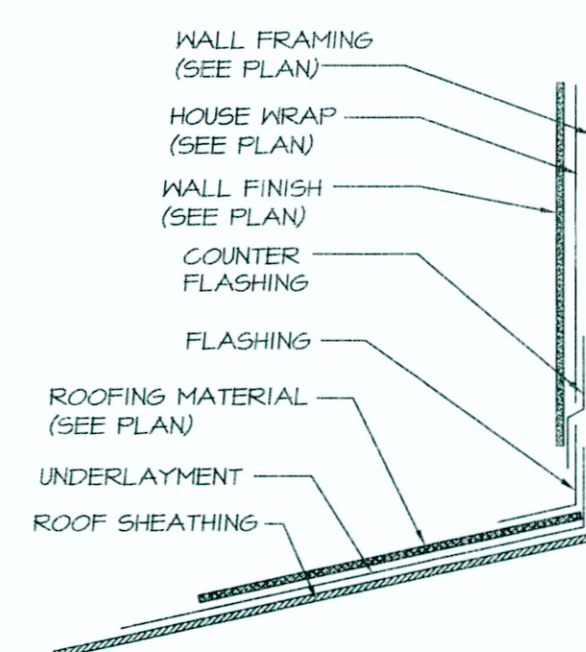 WALL FRAMING
(SEE PLAN)
HOUSE WRAP
(SEE PLAN)
WALL FINISH
(SEE PLAN)
COUNTER
FLASHING
FLASHING
ROOFING MATERIAL
(SEE PLAN)
UNDERLAYMENT
ROOF SHEATHING